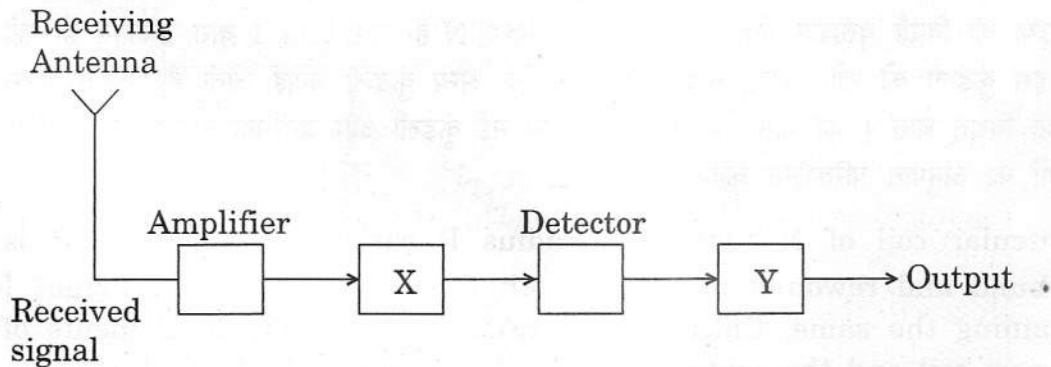 Receiving
Antenna
Amplifier
Detector
X
Y
Output
Received
signal